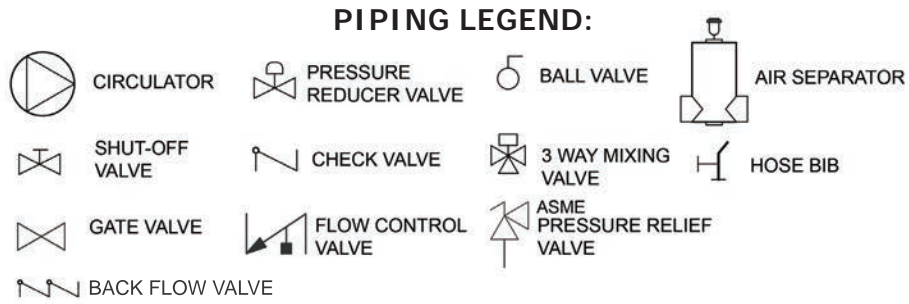 PIPING LEGEND:
CIRCULATOR
PRESSURE
REDUCER VALVE
BALL VALVE
AIR SEPARATOR
SHUT-OFF
VALVE
CHECK VALVE
3 WAY MIXING
VALVE
HOSE BIB
GATE VALVE
FLOW CONTROL
VALVE
ASME
PRESSURE RELIEF
VALVE
BACK FLOW VALVE